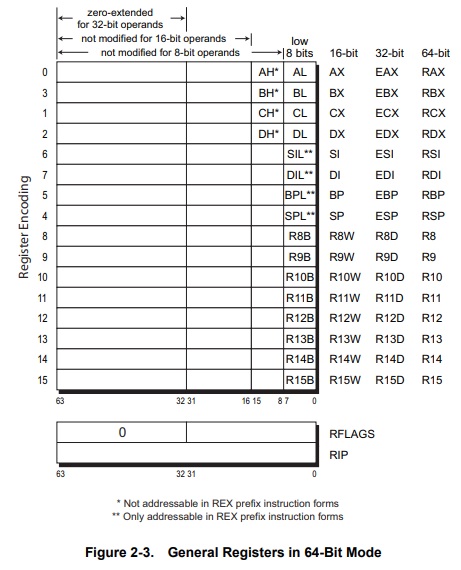 zero-extended
for 32-bit operands
not modified for 16-bit operands
not modified for 8-bit operands
low
8 bits 16-bit 32-bit 64-bit
Register Encoding
0 AH* AL AX EAX RAX
3 BH* BL BX EBX RBX
1 CH* CL CX ECX RCX
2 DH* DL DX EDX RDX
6 SIL** SI ESI RSI
7 DIL** DI EDI RDI
5 BPL** BP EBP RBP
4 SPL** SP ESP RSP
8 R8B R8W R8D R8
9 R9B R9W R9D R9
10 R10B R10W R10D R10
11 R11B R11W R11D R11
12 R12B R12W R12D R12
13 R13B R13W R13D R13
14 R14B R14W R14D R14
15 R15B R15W R15D R15
63 32 31 16 15 8 7 0
0 RFLAGS
RIP
63 32 31 0
* Not addressable in REX prefix instruction forms
** Only addressable in REX prefix instruction forms
Figure 2-3. General Registers in 64-Bit Mode